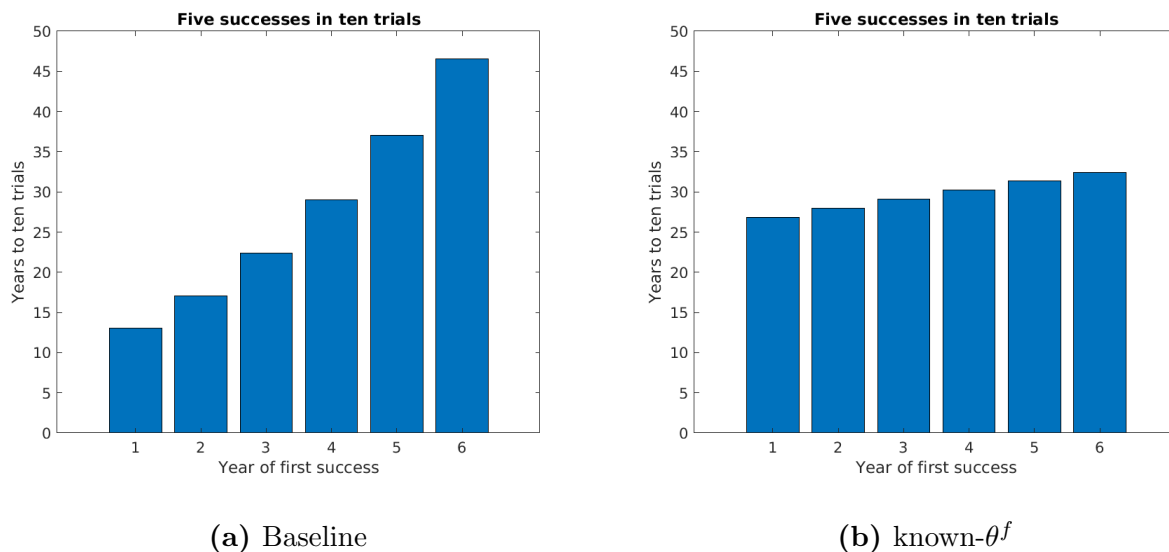 Five successes in ten trials
50
45
40
35
30
25
20
15
10
5
0
Years to ten trials
1 2 3 4 5 6
Year of first success
(a) Baseline
Five successes in ten trials
50
45
40
35
30
25
20
15
10
5
0
Years to ten trials
1 2 3 4 5 6
Year of first success
(b) known-θ^f